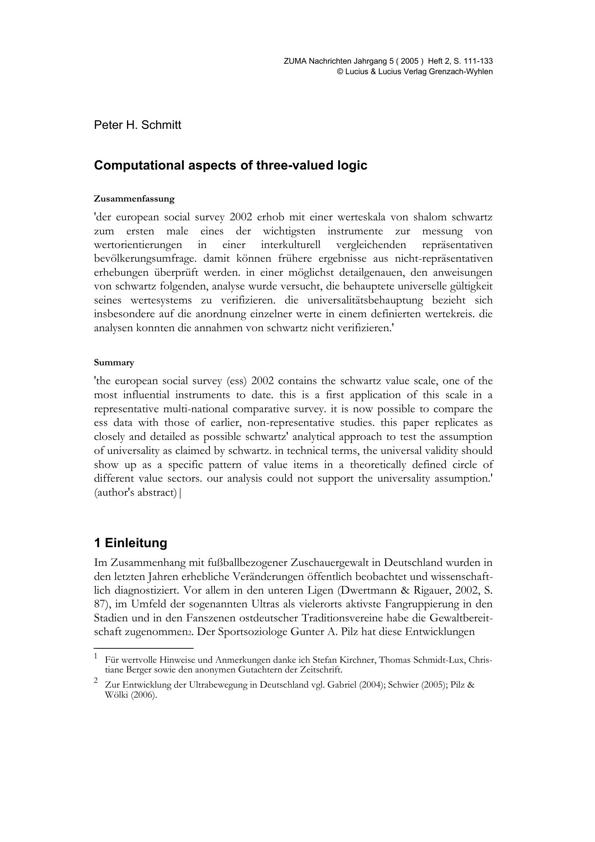 ZUMA Nachrichten Jahrgang 5 ( 2005 ) Heft 2, S. 111-133
© Lucius & Lucius Verlag Grenzach-Wyhlen
Peter H. Schmitt
Computational aspects of three-valued logic
Zusammenfassung
'der european social survey 2002 erhob mit einer werteskala von shalom schwartz
zum ersten male eines der wichtigsten instrumente zur messung von
wertorientierungen in einer interkulturell vergleichenden repräsentativen
bevölkerungsumfrage. damit können frühere ergebnisse aus nicht-repräsentativen
erhebungen überprüft werden. in einer möglichst detailgenauen, den anweisungen
von schwartz folgenden, analyse wurde versucht, die behauptete universelle gültigkeit
seines wertesystems zu verifizieren. die universalitätsbehauptung bezieht sich
insbesondere auf die anordnung einzelner werte in einem definierten wertekreis. die
analysen konnten die annahmen von schwartz nicht verifizieren.'
Summary
'the european social survey (ess) 2002 contains the schwartz value scale, one of the
most influential instruments to date. this is a first application of this scale in a
representative multi-national comparative survey. it is now possible to compare the
ess data with those of earlier, non-representative studies. this paper replicates as
closely and detailed as possible schwartz' analytical approach to test the assumption
of universality as claimed by schwartz. in technical terms, the universal validity should
show up as a specific pattern of value items in a theoretically defined circle of
different value sectors. our analysis could not support the universality assumption.'
(author's abstract)|
1 Einleitung
Im Zusammenhang mit fußballbezogener Zuschauergewalt in Deutschland wurden in
den letzten Jahren erhebliche Veränderungen öffentlich beobachtet und wissenschaft-
lich diagnostiziert. Vor allem in den unteren Ligen (Dwertmann & Rigauer, 2002, S.
87), im Umfeld der sogenannten Ultras als vielerorts aktivste Fangruppierung in den
Stadien und in den Fanszenen ostdeutscher Traditionsvereine habe die Gewaltbereit-
schaft zugenommen2. Der Sportsoziologe Gunter A. Pilz hat diese Entwicklungen
1 Für wertvolle Hinweise und Anmerkungen danke ich Stefan Kirchner, Thomas Schmidt-Lux, Chris-
tiane Berger sowie den anonymen Gutachtern der Zeitschrift.
2 Zur Entwicklung der Ultrabewegung in Deutschland vgl. Gabriel (2004); Schwier (2005); Pilz &
Wölki (2006).